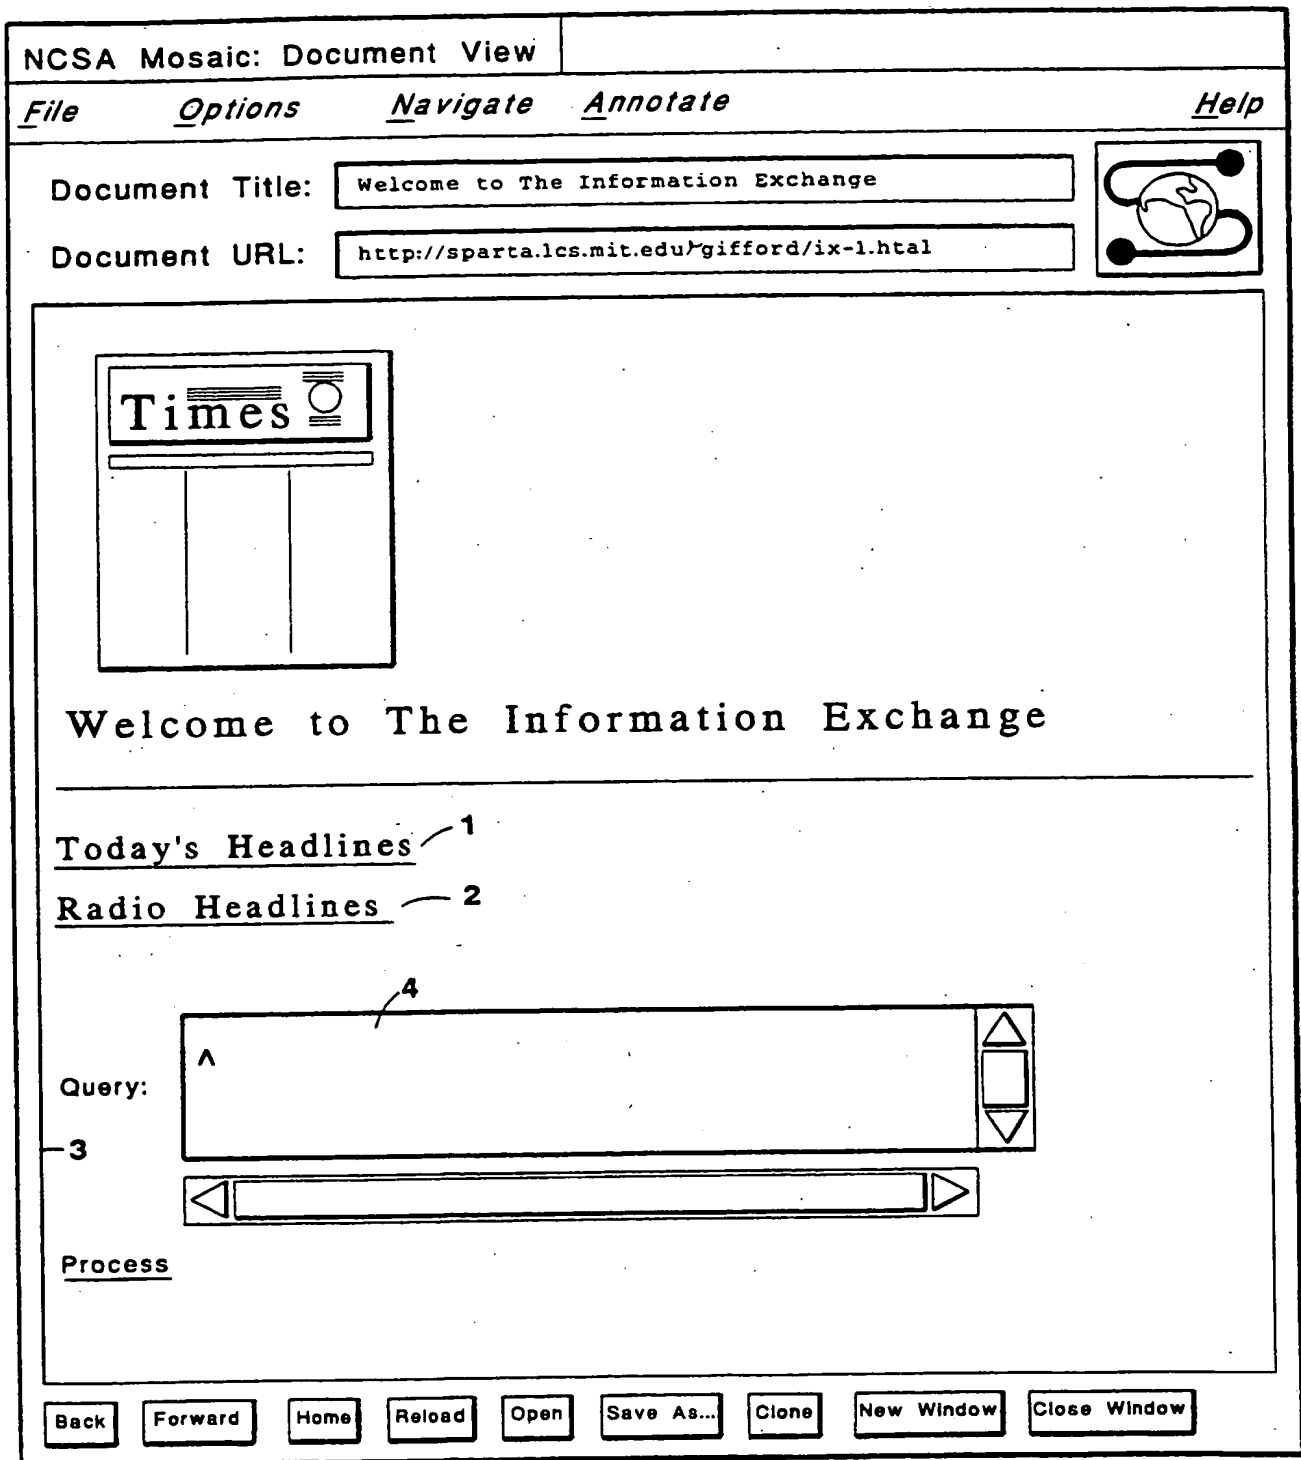 NCSA Mosaic: Document View
File Options Navigate Annotate Help
Document Title: Welcome to The Information Exchange
Document URL: http://sparta.lcs.mit.edu/~gifford/ix-1.htal
Times
Welcome to The Information Exchange
Today's Headlines 1
Radio Headlines 2
4
^
Query:
3
Process
Back Forward Home Reload Open Save As... Clone New Window Close Window